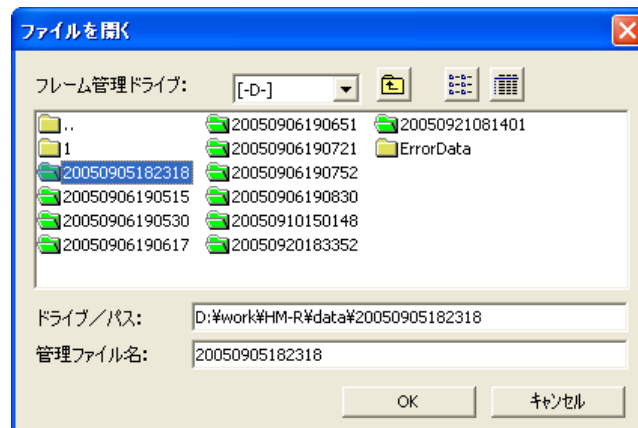 ファイルを開く
フレーム管理ドライブ: [-D-]
.. 20050906190651 20050921081401
1 20050906190721 ErrorData
20050905182318 20050906190752
20050906190515 20050906190830
20050906190530 20050910150148
20050906190617 20050920183352
ドライブ/パス: D:¥work¥HM-R¥data¥20050905182318
管理ファイル名: 20050905182318
OK キャンセル